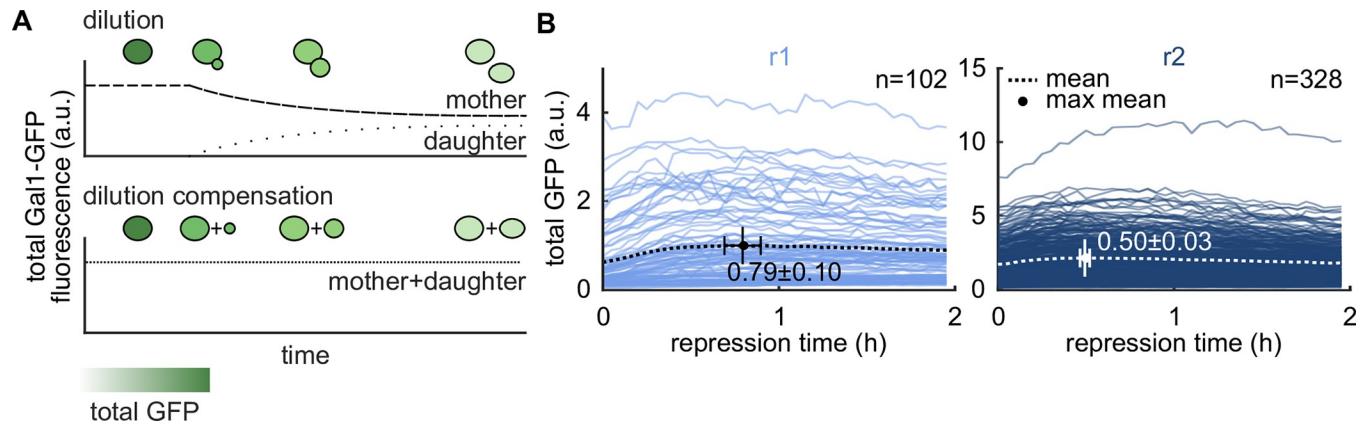 A
dilution
mother
daughter
dilution compensation
+
+
+
mother+daughter
total Gal1-GFP
fluorescence (a.u.)
time
total GFP
B
r1
n=102
total GFP (a.u.)
4
2
0
0.79±0.10
0
1
2
repression time (h)
r2
n=328
mean
max mean
15
10
5
0
0.50±0.03
0
1
2
repression time (h)